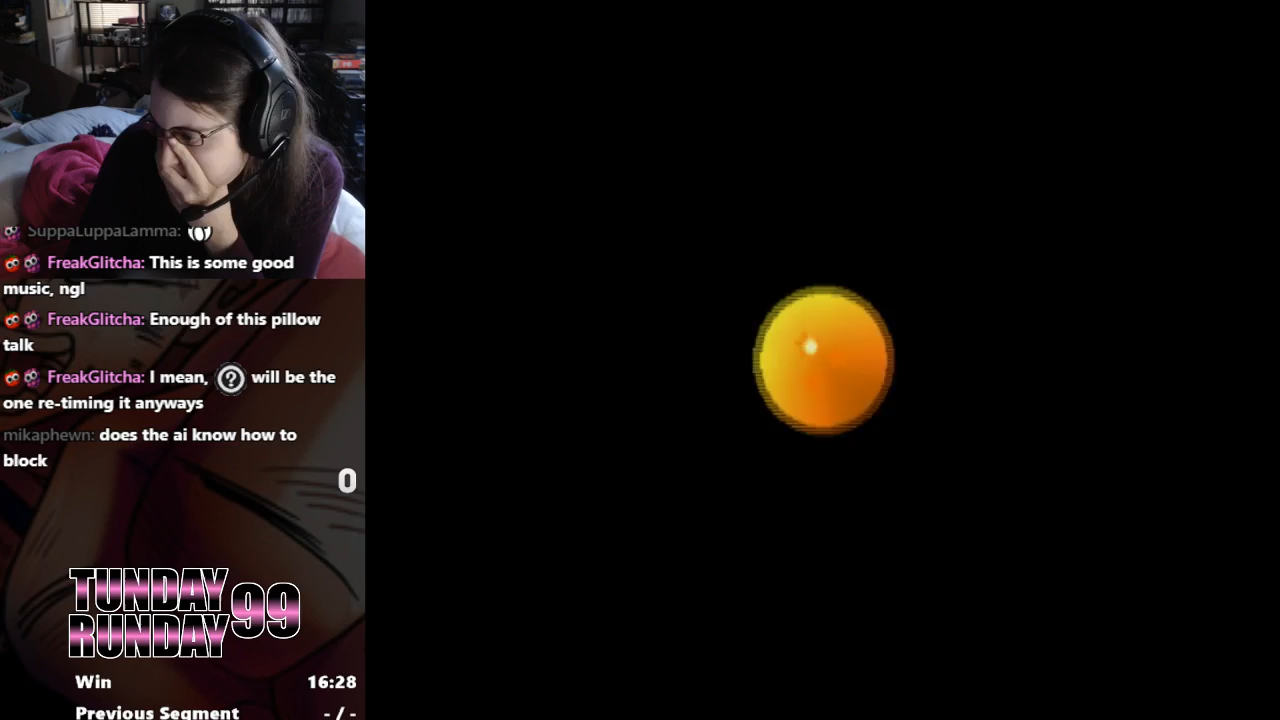 SuppaLuppaLamma:
FreakGlitcha: This is some good
music, ngl
FreakGlitcha: Enough of this pillow
talk
FreakGlitcha: I mean, ? will be the
one re-timing it anyways
mikaphewn: does the ai know how to
block
0
TUNDAY
RUNDAY 99
Win 16:28
Previous Segment - / -